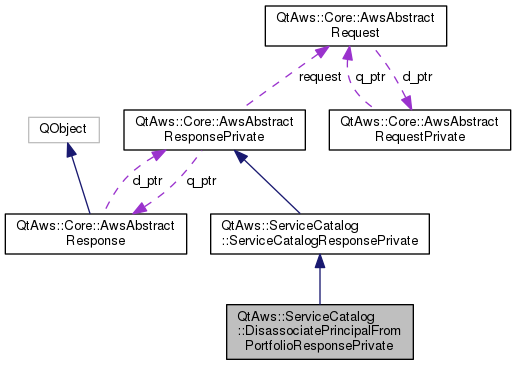 QtAws::Core::AwsAbstract
Request
request
q_ptr
d_ptr
QObject
QtAws::Core::AwsAbstract
ResponsePrivate
QtAws::Core::AwsAbstract
RequestPrivate
d_ptr
q_ptr
QtAws::Core::AwsAbstract
Response
QtAws::ServiceCatalog
::ServiceCatalogResponsePrivate
QtAws::ServiceCatalog
::DisassociatePrincipalFrom
PortfolioResponsePrivate